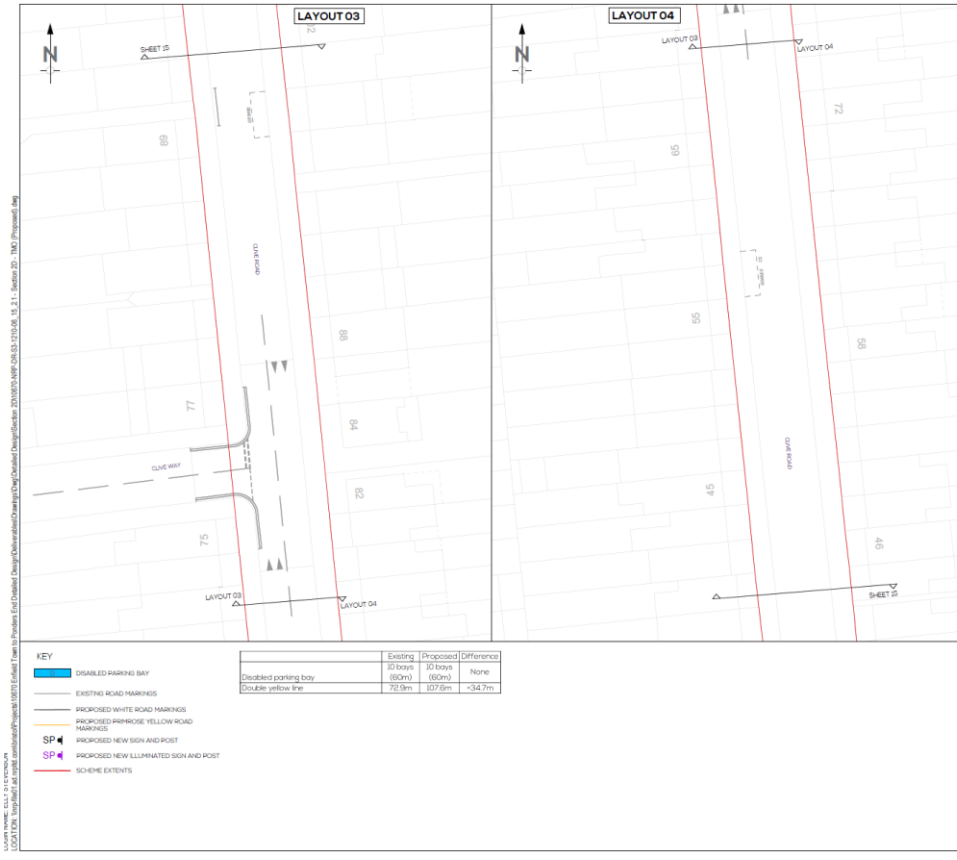 LAYOUT 03
N
SHEET 15
68
DISABLED
CLIVE ROAD
88
77
84
CLIVE WAY
82
75
LAYOUT 03
LAYOUT 04
LAYOUT 04
N
LAYOUT 03
LAYOUT 04
72
55
58
CLIVE ROAD
45
46
SHEET 15
KEY
DISABLED PARKING BAY
EXISTING ROAD MARKINGS
PROPOSED WHITE ROAD MARKINGS
PROPOSED PRIMROSE YELLOW ROAD
MARKINGS
SP PROPOSED NEW SIGN AND POST
SP PROPOSED NEW ILLUMINATED SIGN AND POST
SCHEME EXTENTS
Existing Proposed Difference
Disabled parking bay 10 bays (60m) 10 bays (60m) None
Double yellow line 72.9m 107.6m +34.7m